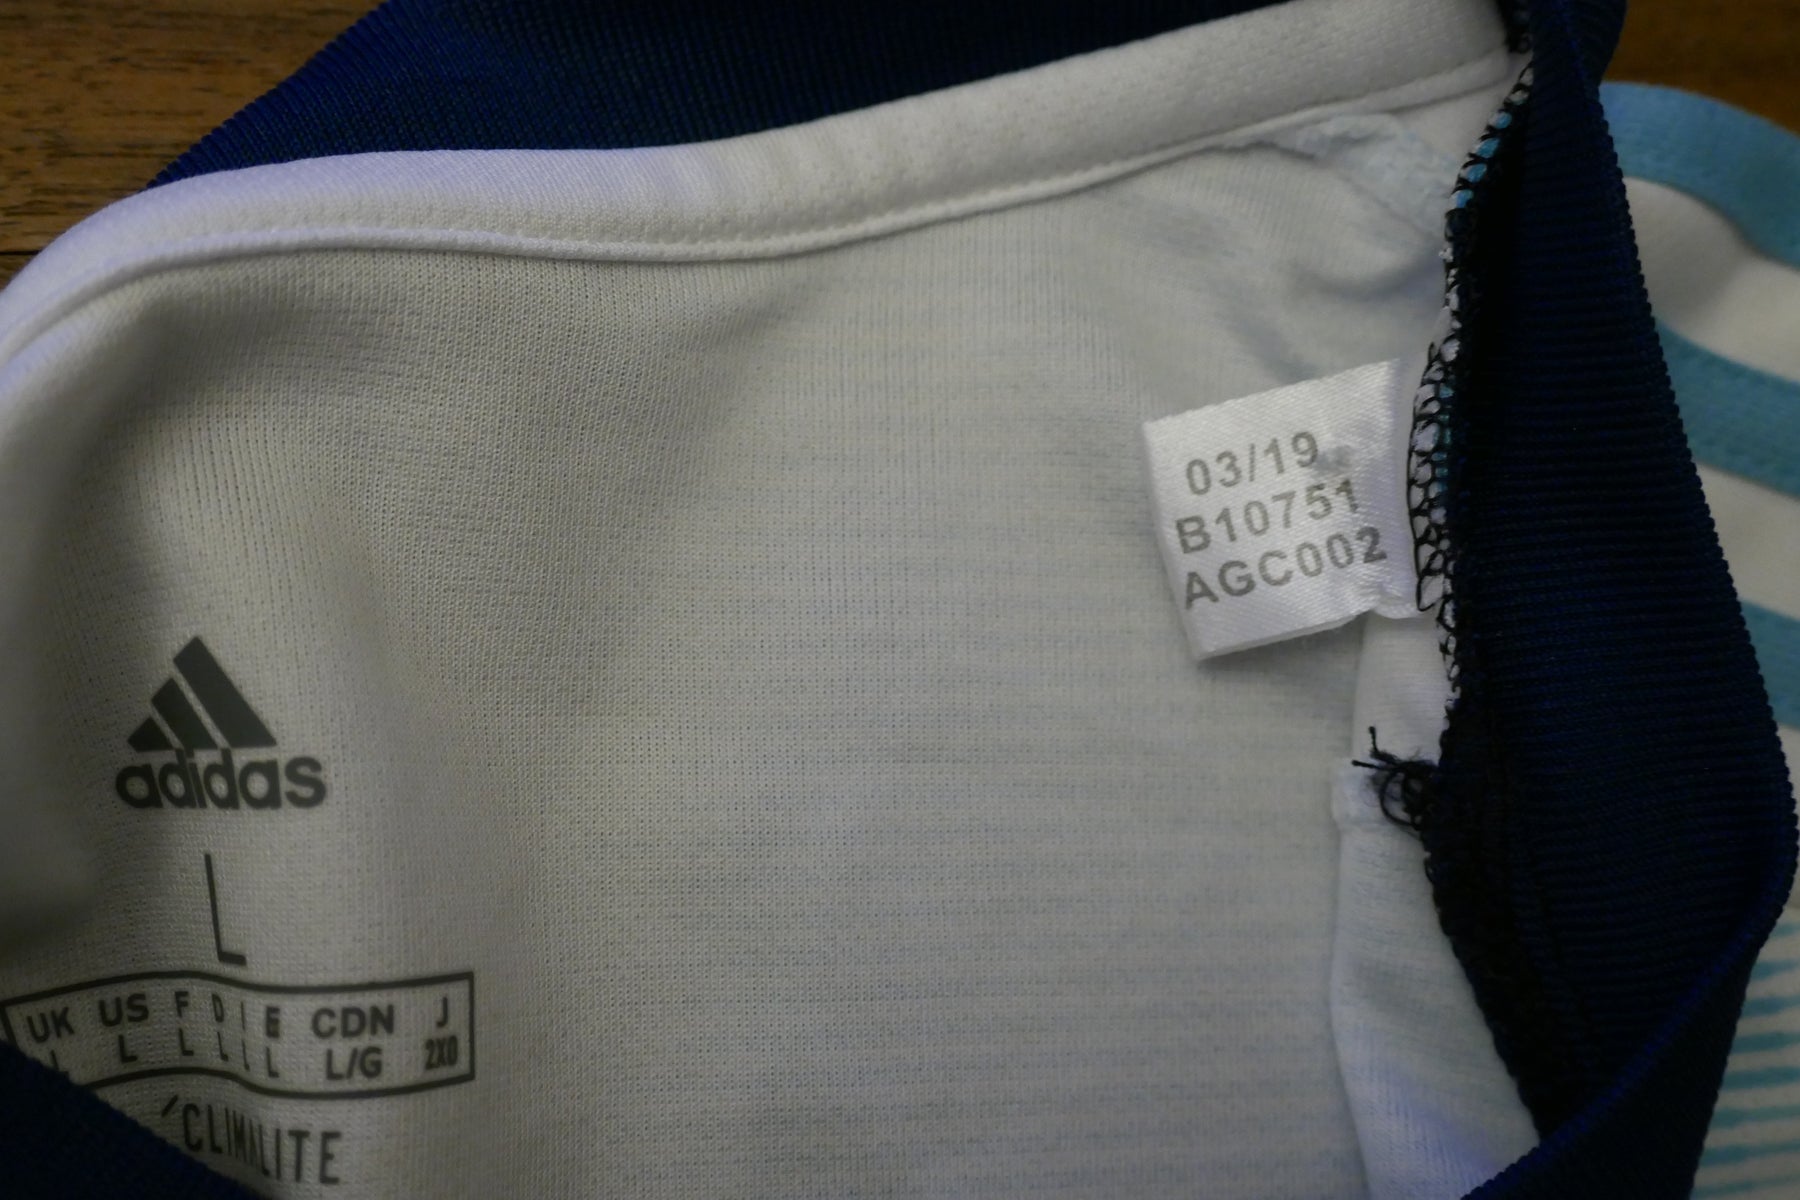 03/19
B10751
AGC002
adidas
L
UK US F D I E CDN J
L L L L L L L/G 2XO
CLIMALITE